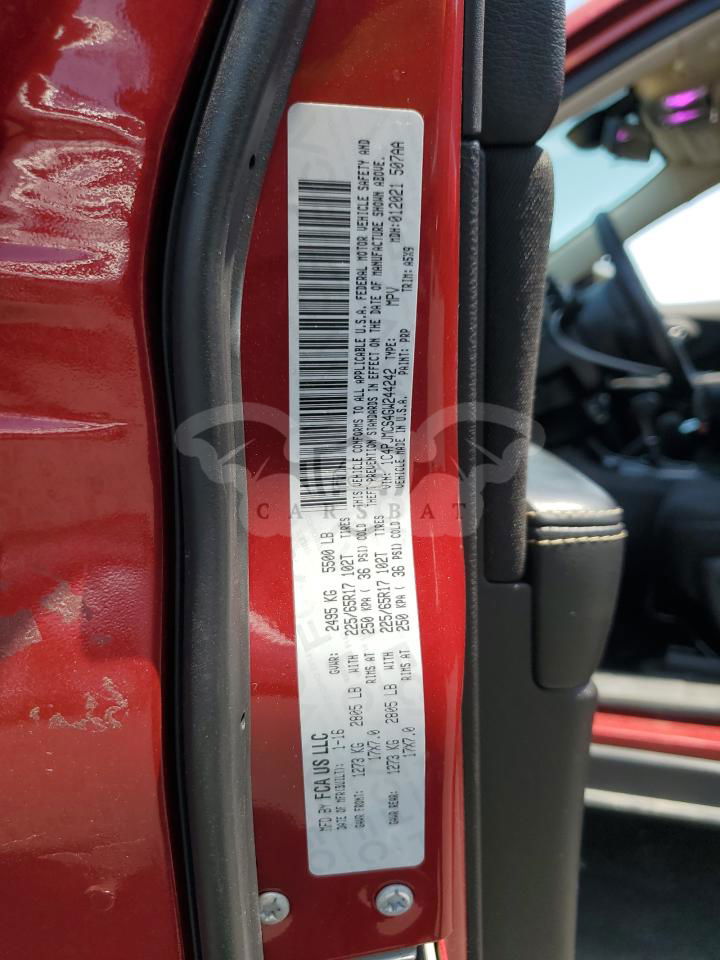 MFD BY FCA US LLC
DATE OF MFR(BUILT): 1-16
GVWR: 2495 KG 5500 LB
GAWR FRONT: 1273 KG 2805 LB WITH 225/65R17 102T TIRES
17X7.0 RIMS AT 250 KPA ( 36 PSI) COLD
GAWR REAR: 1273 KG 2805 LB WITH 225/65R17 102T TIRES
17X7.0 RIMS AT 250 KPA ( 36 PSI) COLD
THIS VEHICLE CONFORMS TO ALL APPLICABLE U.S.A. FEDERAL MOTOR VEHICLE SAFETY AND
THEFT PREVENTION STANDARDS IN EFFECT ON THE DATE OF MANUFACTURE SHOWN ABOVE.
VIN: 1C4PJMCS4GW244242 TYPE: MPV MDH:012021 507AA
VEHICLE MADE IN U.S.A. PAINT: PRP TRIM: A5X9
CARSBAT